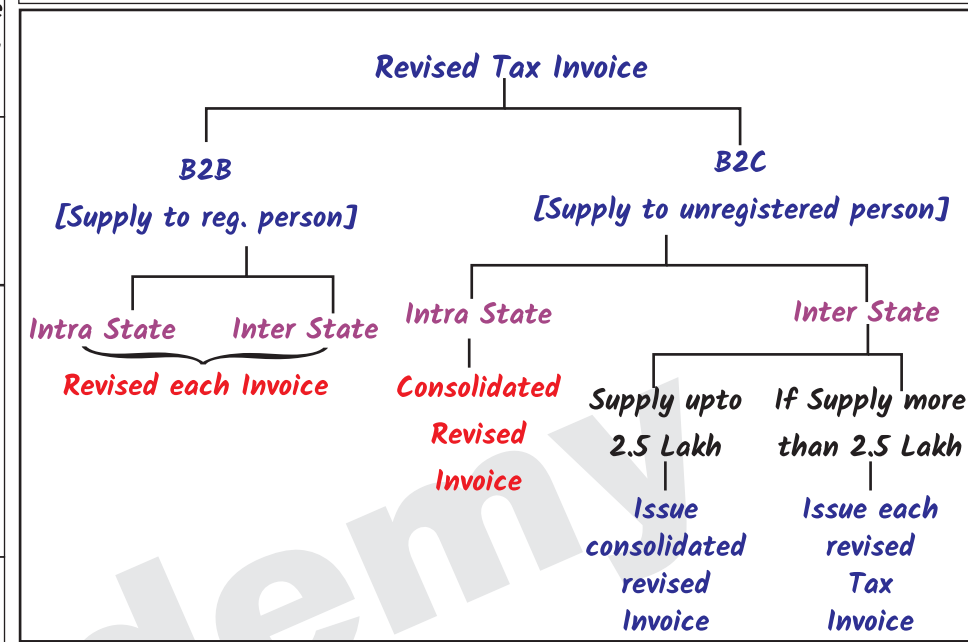 Revised Tax Invoice
B2B
[Supply to reg. person]
B2C
[Supply to unregistered person]
Intra State
Inter State
Revised each Invoice
Intra State
Consolidated
Revised
Invoice
Inter State
Supply upto
2.5 Lakh
Issue
consolidated
revised
Invoice
If Supply more
than 2.5 Lakh
Issue each
revised
Tax
Invoice
demy